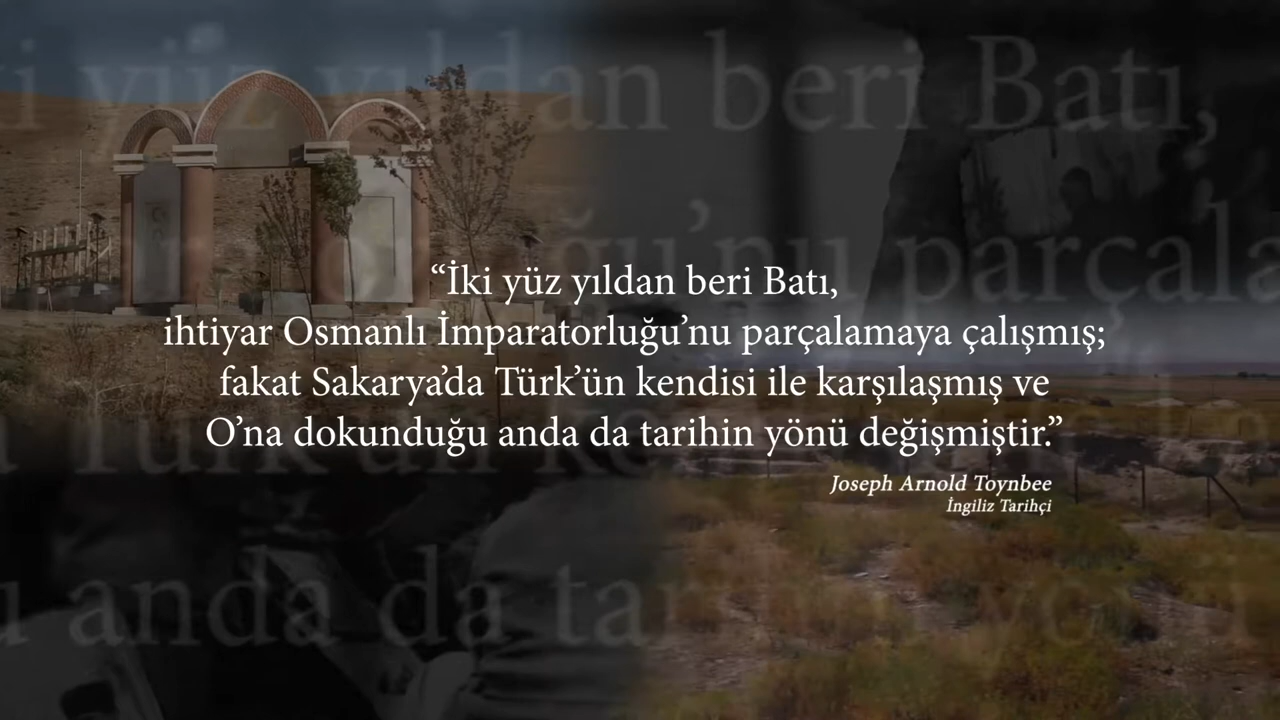 “İki yüz yıldan beri Batı,
ihtiyar Osmanlı İmparatorluğu’nu parçalamaya çalışmış;
fakat Sakarya’da Türk’ün kendisi ile karşılaşmış ve
O’na dokunduğu anda da tarihin yönü değişmiştir.”
Joseph Arnold Toynbee
İngiliz Tarihçi